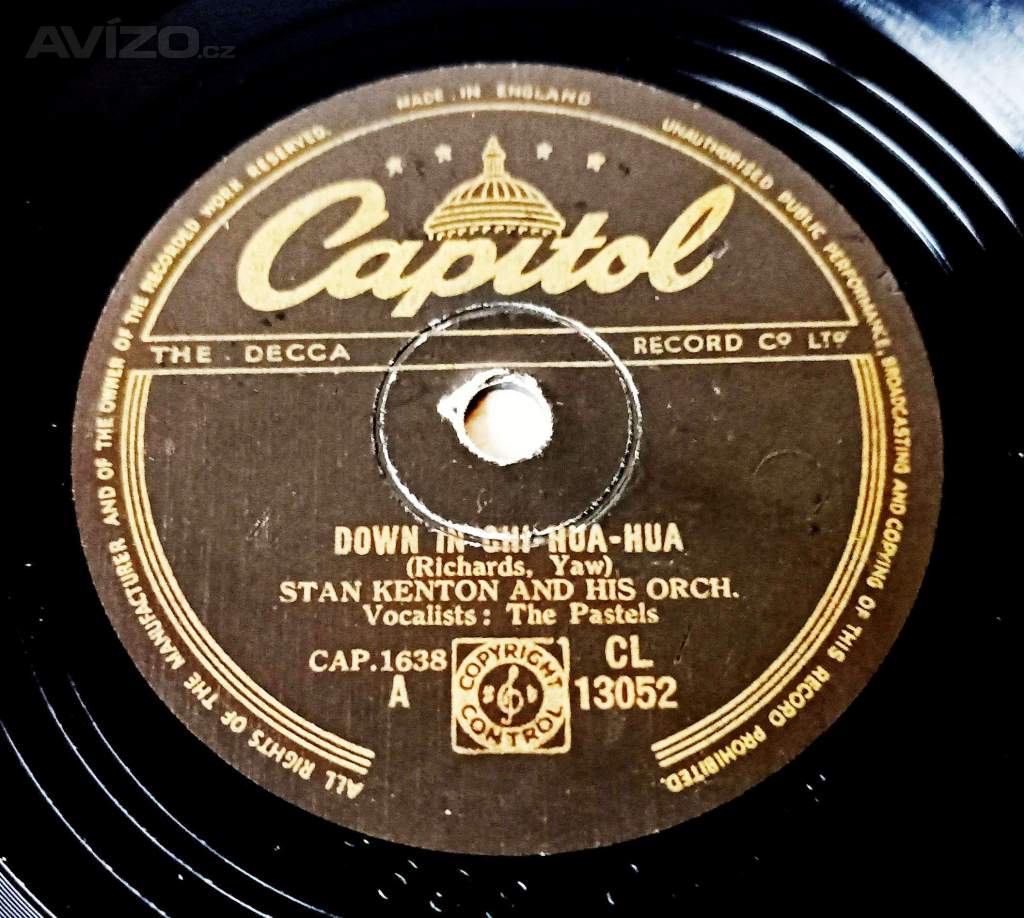 AVÍZO.cz
MADE . IN ENGLAND
UNAUTHORISED PUBLIC PERFORMANCE, BROADCASTING AND COPYING OF THIS RECORD PROHIBITED.
ALL RIGHTS OF THE MANUFACTURER AND OF THE OWNER OF THE RECORDED WORK RESERVED.
Capitol
THE . DECCA RECORD Cº LTº
DOWN IN CHI-HUA-HUA
(Richards, Yaw)
STAN KENTON AND HIS ORCH.
Vocalists: The Pastels
CAP.1638 CL
A 13052
COPYRIGHT
CONTROL